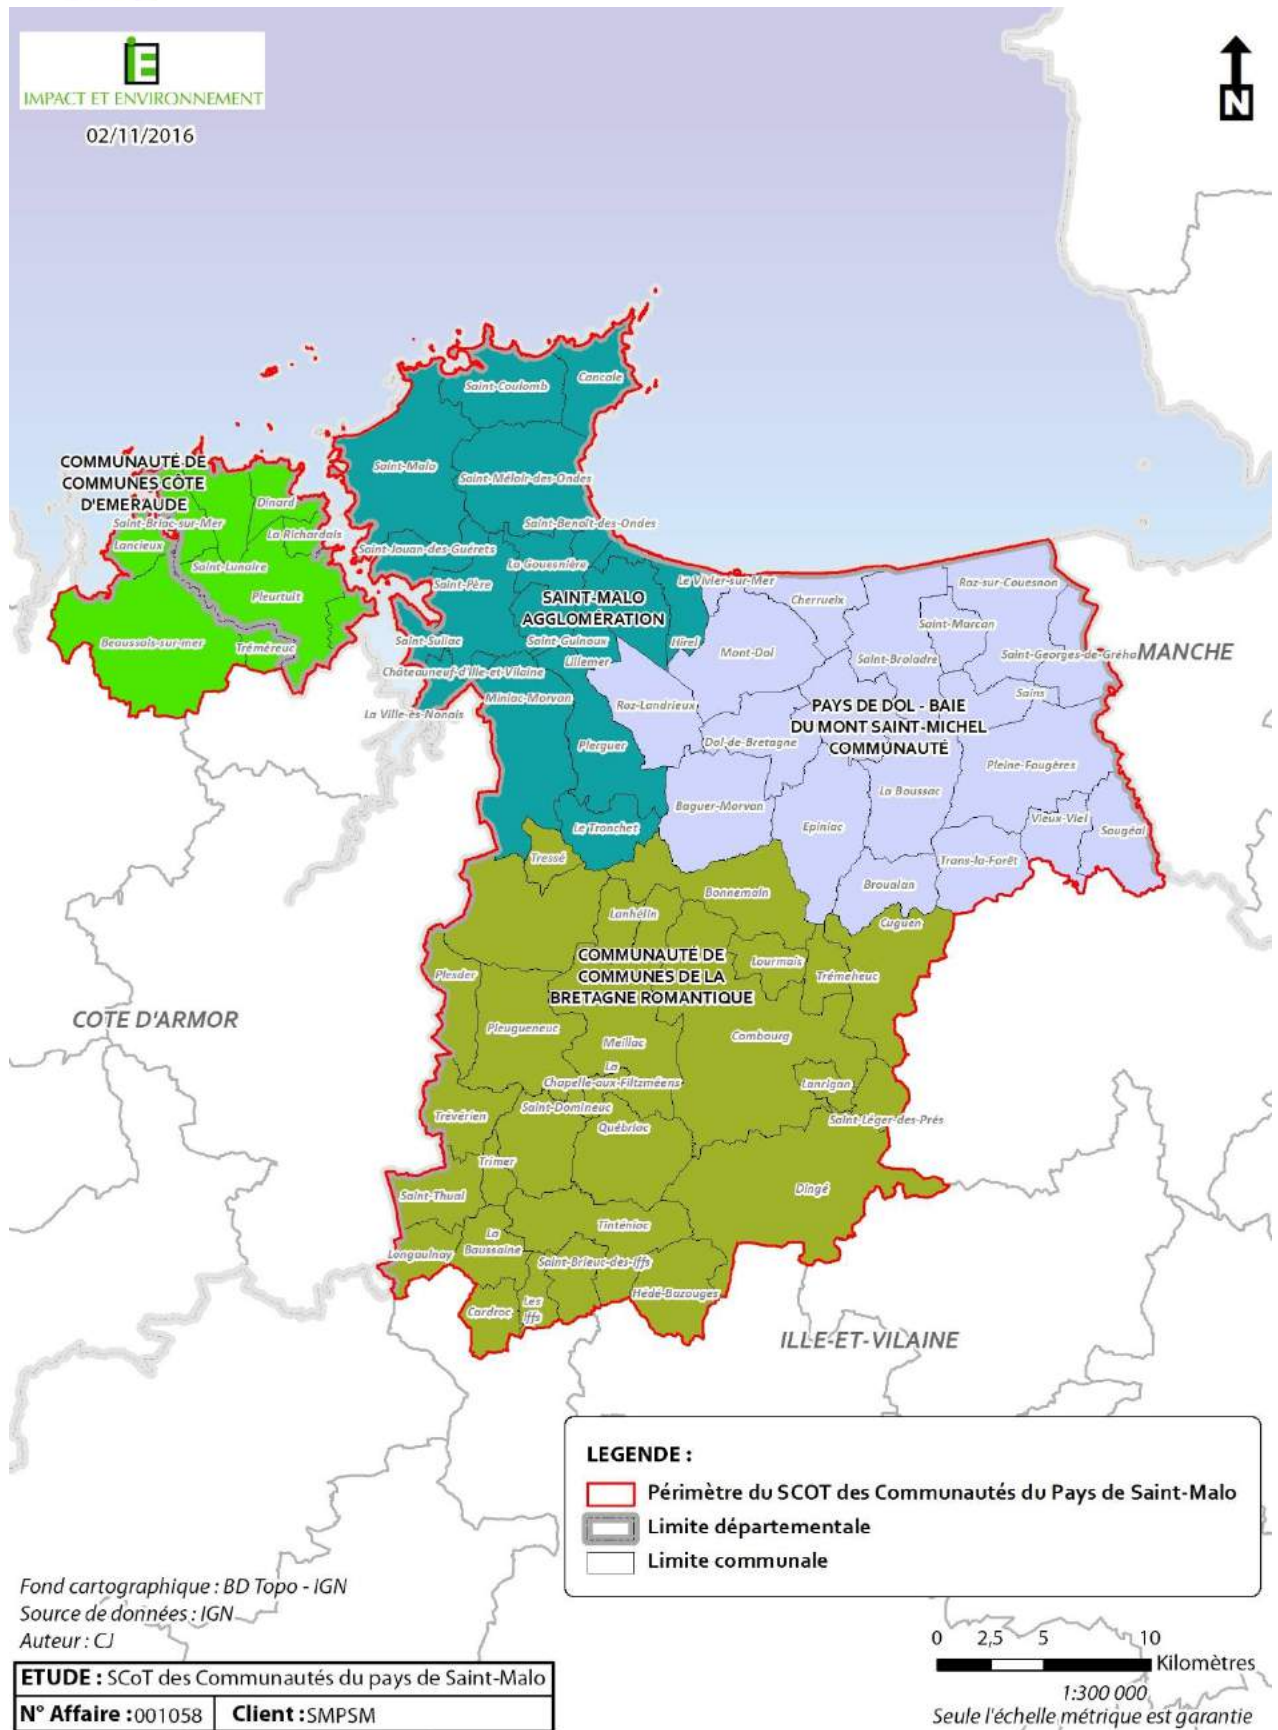 IMPACT ET ENVIRONNEMENT
02/11/2016
N
Saint-Coulomb
Cancale
Saint-Malo
Saint-Méloir-des-Ondes
COMMUNAUTÉ DE
COMMUNES CÔTE
D'EMERAUDE
Dinard
Saint-Briac-sur-Mer
La Richardais
Lancieux
Saint-Lunaire
Pleurtuit
Beaussais-sur-mer
Tréméreuc
Saint-Benoît-des-Ondes
Saint-Jouan-des-Guérets
La Gouesnière
Saint-Père
SAINT-MALO
AGGLOMÉRATION
Saint-Suliac
Saint-Guinoux
Lillemer
Hirel
Châteauneuf-d'Ille-et-Vilaine
Miniac-Morvan
La Ville-ès-Nonais
Plerguer
Le Tronchet
Le Vivier-sur-Mer
Cherrueix
Roz-sur-Couesnon
Saint-Marcan
Mont-Dol
Saint-Broladre
Saint-Georges-de-Gréha
MANCHE
Sains
Roz-Landrieux
PAYS DE DOL - BAIE
DU MONT SAINT-MICHEL
COMMUNAUTÉ
Dol-de-Bretagne
Pleine-Fougères
La Boussac
Baguer-Morvan
Epiniac
Vieux-Viel
Sougéal
Trans-la-Forêt
Broualan
Tressé
Bonnemain
Lanhélin
Cuguen
COMMUNAUTÉ DE
COMMUNES DE LA
BRETAGNE ROMANTIQUE
Lourmais
Trémeheuc
Plesder
Pleugueneuc
Combourg
Meillac
La
Chapelle-aux-Filtzméens
Lanrigan
Saint-Domineuc
Saint-Léger-des-Prés
Trévérien
Québriac
Trimer
Saint-Thual
Dingé
Tinténiac
La
Baussaine
Longaulnay
Saint-Brieuc-des-Iffs
Hédé-Bazouges
Cardroc
Les
Iffs
COTE D'ARMOR
ILLE-ET-VILAINE
LEGENDE :
Périmètre du SCOT des Communautés du Pays de Saint-Malo
Limite départementale
Limite communale
Fond cartographique : BD Topo - IGN
Source de données : IGN
Auteur : CJ
ETUDE : SCoT des Communautés du pays de Saint-Malo
N° Affaire : 001058 Client : SMPSM
0 2,5 5 10
Kilomètres
1:300 000
Seule l'échelle métrique est garantie